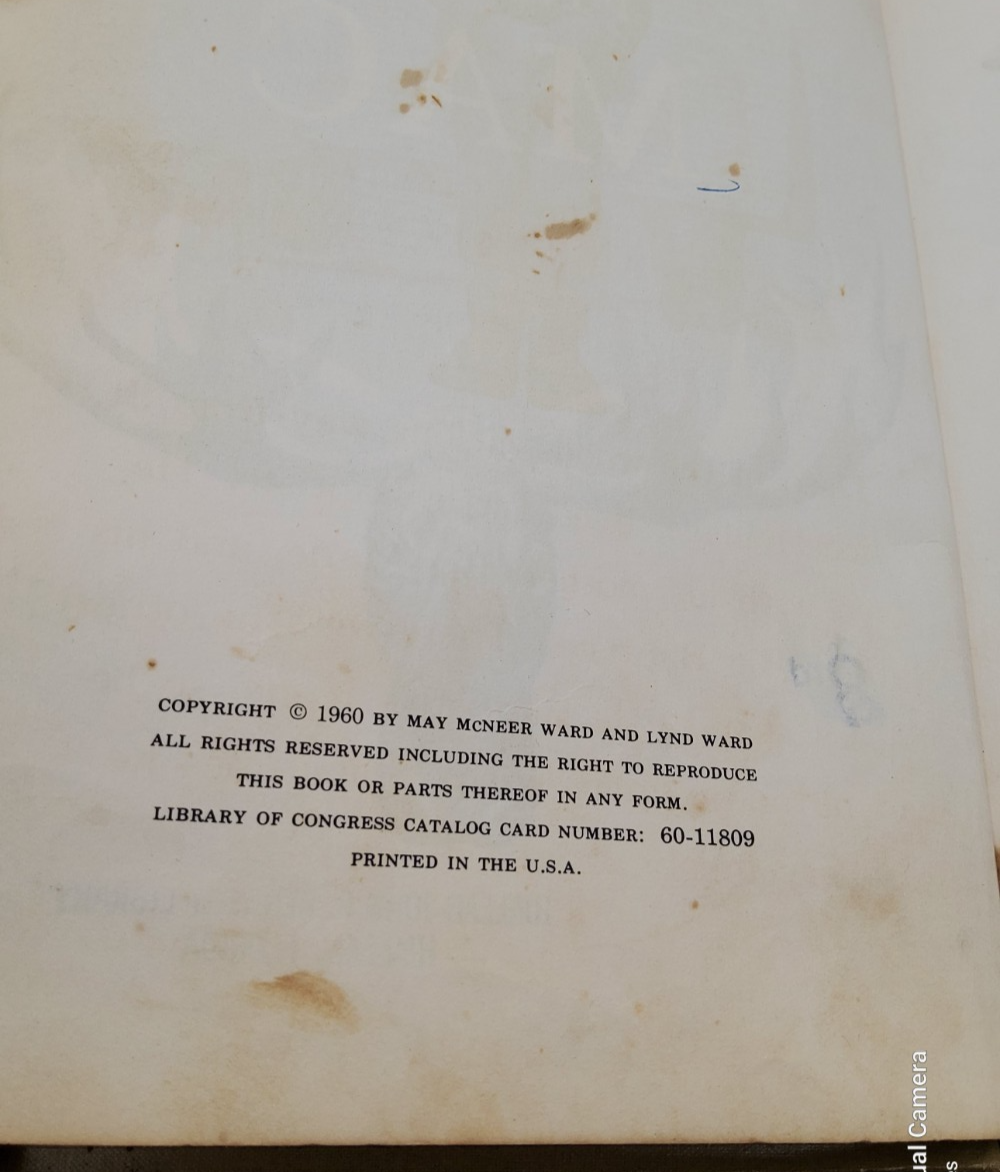 COPYRIGHT © 1960 BY MAY McNEER WARD AND LYND WARD
ALL RIGHTS RESERVED INCLUDING THE RIGHT TO REPRODUCE
THIS BOOK OR PARTS THEREOF IN ANY FORM.
LIBRARY OF CONGRESS CATALOG CARD NUMBER: 60-11809
PRINTED IN THE U.S.A.
Camera